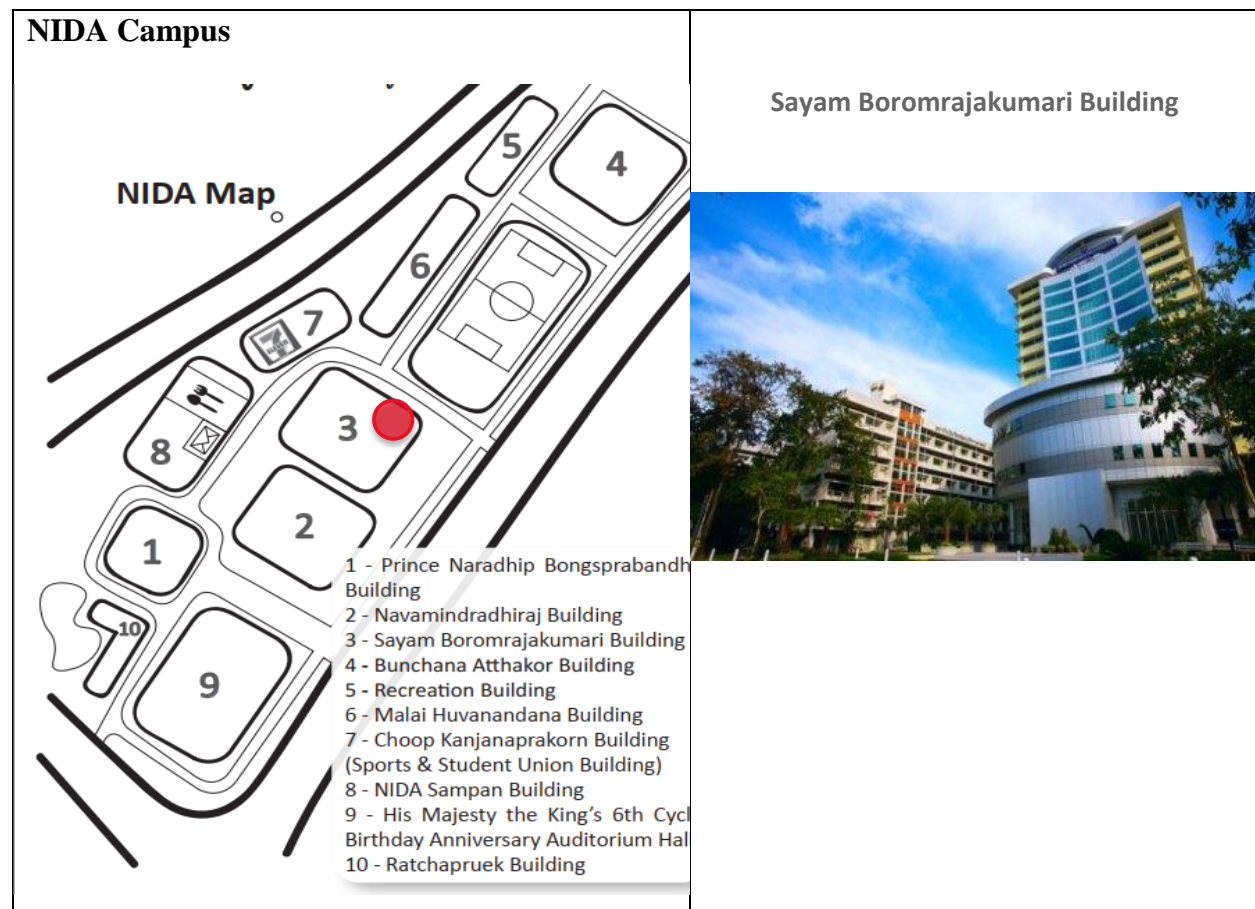 NIDA Campus
NIDA Map
5
4
6
7
7
ELEVEN
3
8
2
1
10
9
1 - Prince Naradhip Bongsprabandh
Building
2 - Navamindradhiraj Building
3 - Sayam Boromrajakumari Building
4 - Bunchana Atthakor Building
5 - Recreation Building
6 - Malai Huvanandana Building
7 - Choop Kanjanaprakorn Building
(Sports & Student Union Building)
8 - NIDA Sampan Building
9 - His Majesty the King’s 6th Cycl
Birthday Anniversary Auditorium Hal
10 - Ratchapruek Building
Sayam Boromrajakumari Building